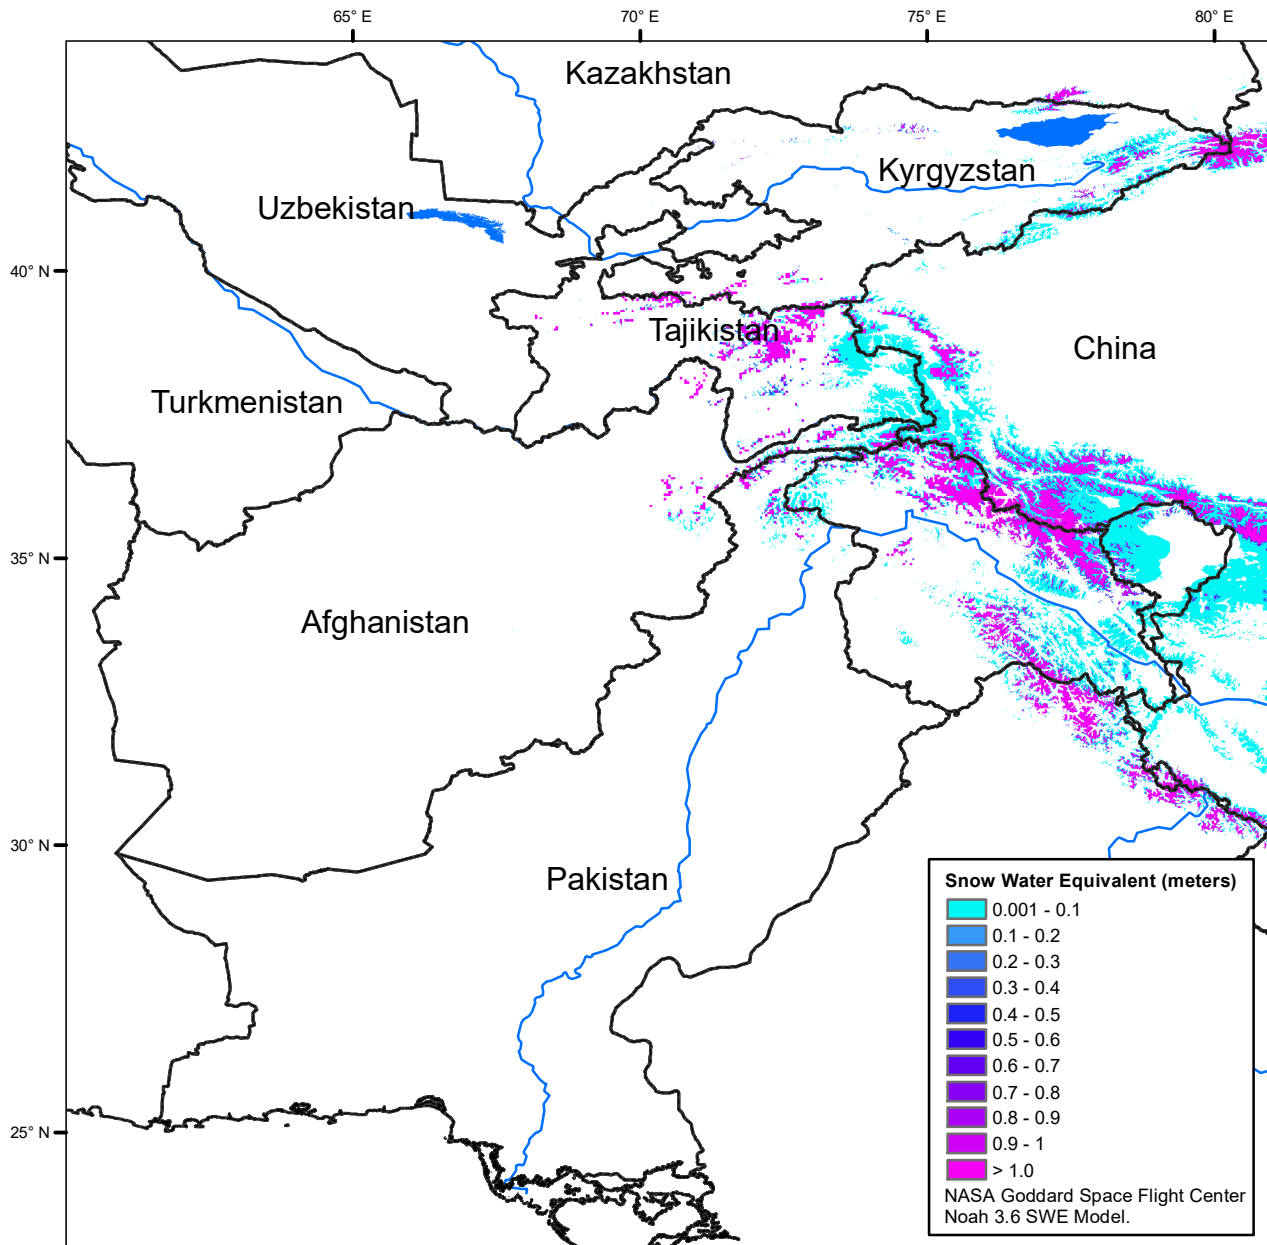 65° E
70° E
75° E
80° E
Kazakhstan
Kyrgyzstan
Uzbekistan
40° N
Tajikistan
China
Turkmenistan
35° N
Afghanistan
30° N
Pakistan
25° N
Snow Water Equivalent (meters)
0.001 - 0.1
0.1 - 0.2
0.2 - 0.3
0.3 - 0.4
0.4 - 0.5
0.5 - 0.6
0.6 - 0.7
0.7 - 0.8
0.8 - 0.9
0.9 - 1
> 1.0
NASA Goddard Space Flight Center
Noah 3.6 SWE Model.